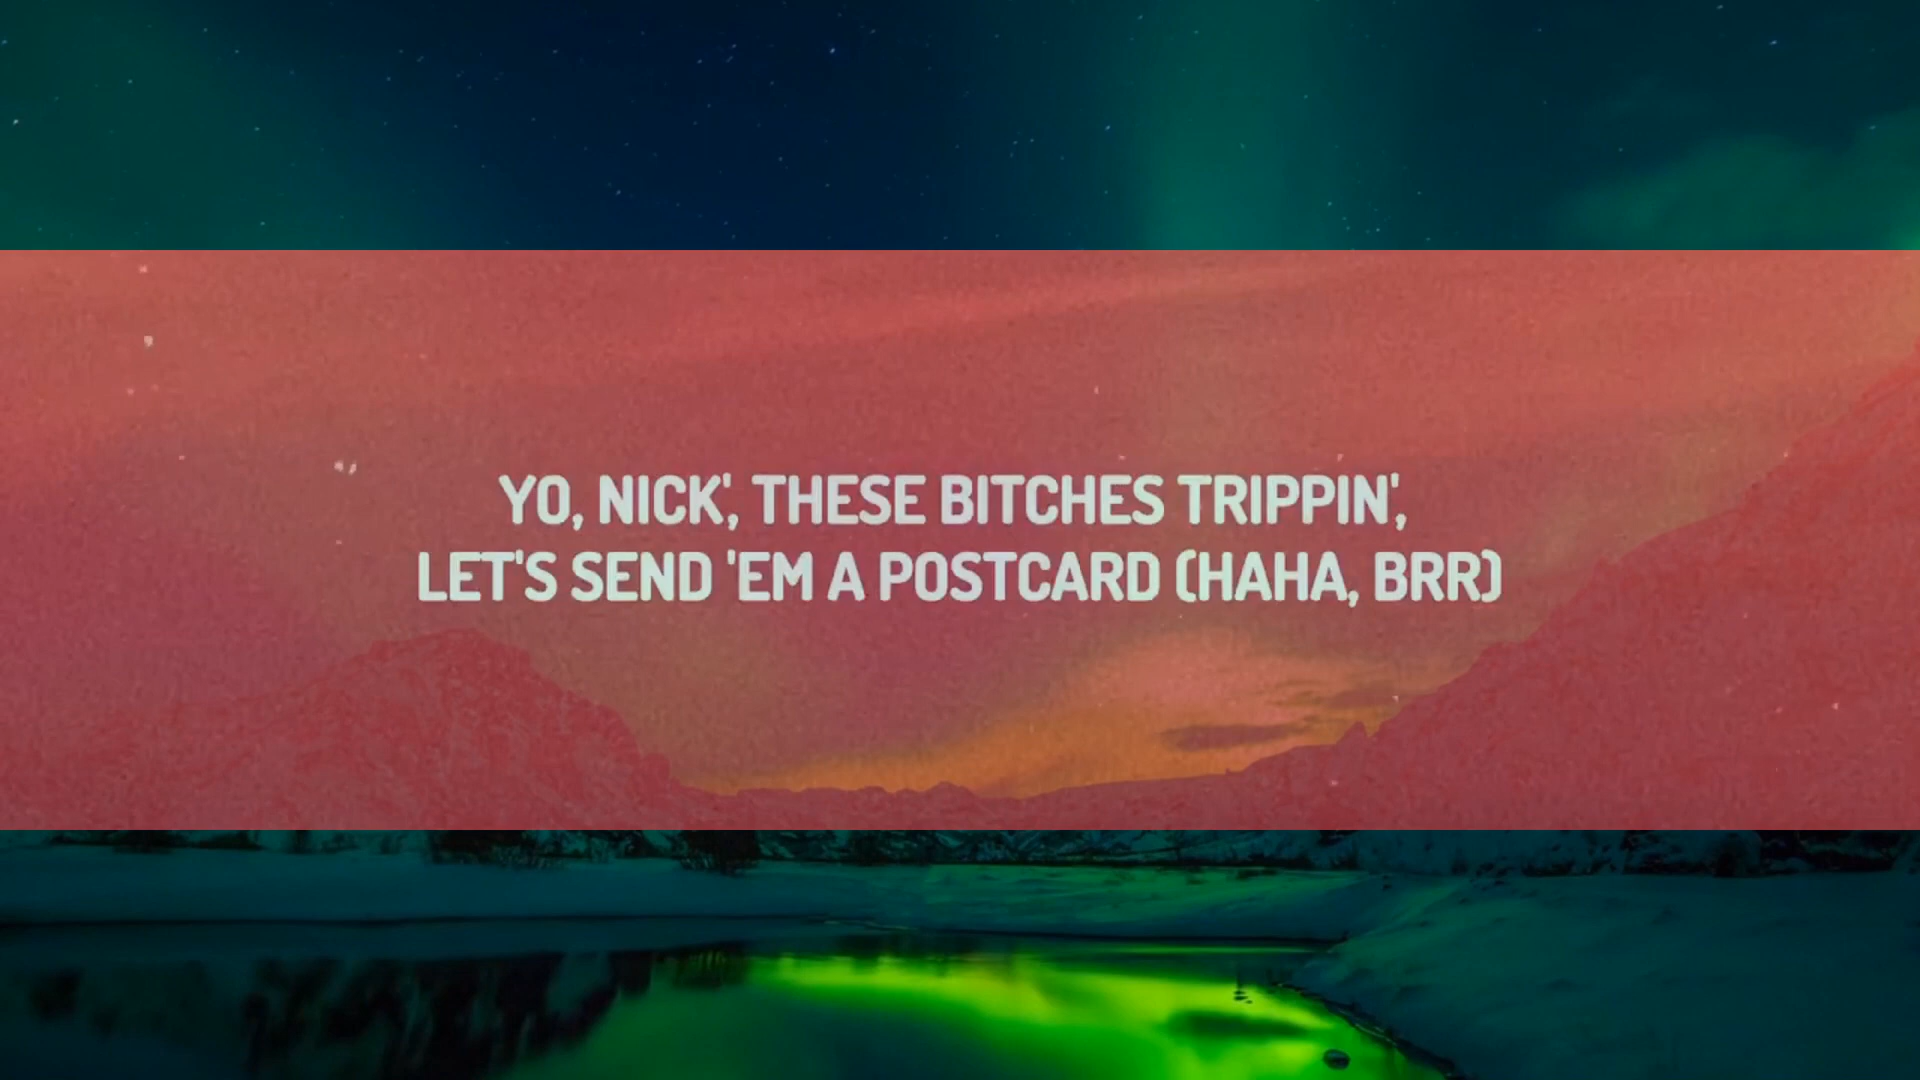 YO, NICK', THESE BITCHES TRIPPIN',
LET'S SEND 'EM A POSTCARD (HAHA, BRR)